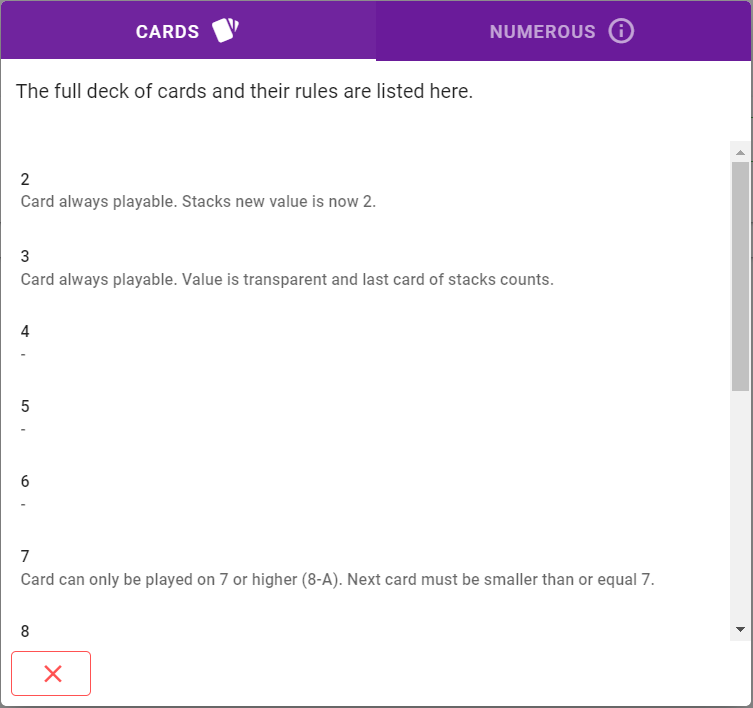 CARDS
NUMEROUS
The full deck of cards and their rules are listed here.
2
Card always playable. Stacks new value is now 2.
3
Card always playable. Value is transparent and last card of stacks counts.
4
-
5
-
6
-
7
Card can only be played on 7 or higher (8-A). Next card must be smaller than or equal 7.
8